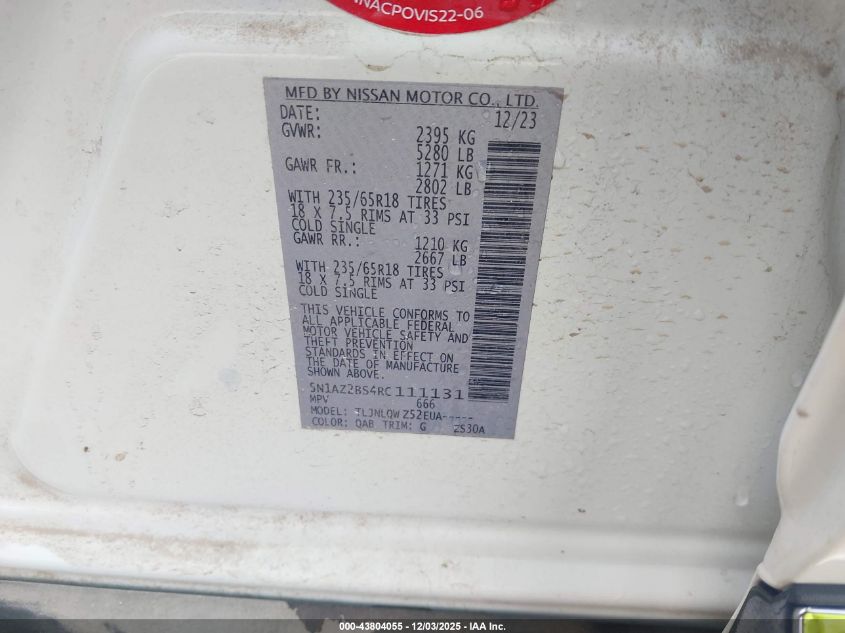 INACPOVIS22-06
MFD BY NISSAN MOTOR CO., LTD.
DATE: 12/23
GVWR: 2395 KG
5280 LB
GAWR FR.: 1271 KG
2802 LB
WITH 235/65R18 TIRES
18 X 7.5 RIMS AT 33 PSI
COLD SINGLE
GAWR RR.: 1210 KG
2667 LB
WITH 235/65R18 TIRES
18 X 7.5 RIMS AT 33 PSI
COLD SINGLE
THIS VEHICLE CONFORMS TO
ALL APPLICABLE FEDERAL
MOTOR VEHICLE SAFETY AND
THEFT PREVENTION
STANDARDS IN EFFECT ON
THE DATE OF MANUFACTURE
SHOWN ABOVE.
5N1AZ2BS4RC111131
MPV 666
MODEL: TLJNLQW Z52EUA-----
COLOR: QAB TRIM: G ZS30A
000-43804055 - 12/03/2025 - IAA Inc.